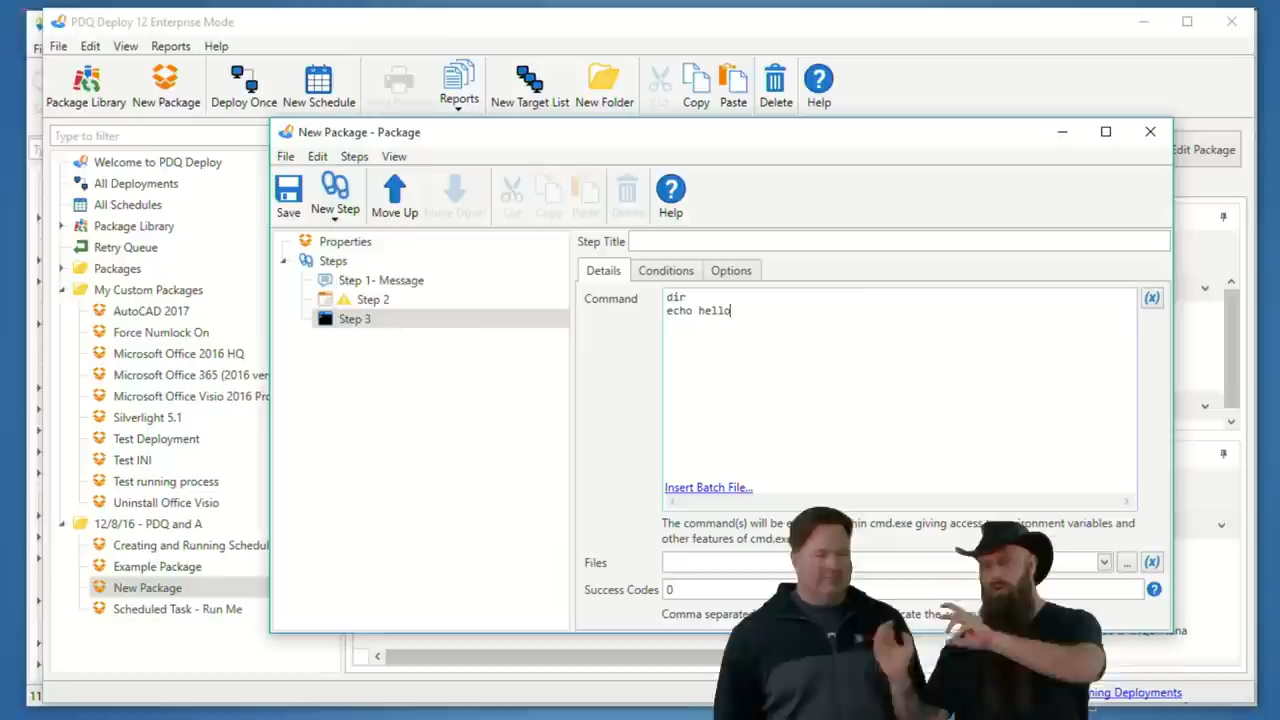 PDQ Deploy 12 Enterprise Mode
File Edit View Reports Help
Package Library New Package Deploy Once New Schedule Reports New Target List New Folder Copy Paste Delete Help
Type to filter
Welcome to PDQ Deploy
All Deployments
All Schedules
Package Library
Retry Queue
Packages
My Custom Packages
AutoCAD 2017
Force Numlock On
Microsoft Office 2016 HQ
Microsoft Office 365 (2016 ver
Microsoft Office Visio 2016 Pro
Silverlight 5.1
Test Deployment
Test INI
Test running process
Uninstall Office Visio
12/8/16 - PDQ and A
Creating and Running Schedul
Example Package
New Package
Scheduled Task - Run Me
Edit Package
New Package - Package
File Edit Steps View
Save New Step Move Up Move Down Cut Copy Paste Delete Help
Properties
Steps
Step 1- Message
Step 2
Step 3
Step Title
Details Conditions Options
Command
dir
echo hello
Insert Batch File...
The command(s) will be e in cmd.exe giving access ironment variables and
other features of cmd.exe
Files
...
Success Codes 0
Comma separate icate the
11
ning Deployments